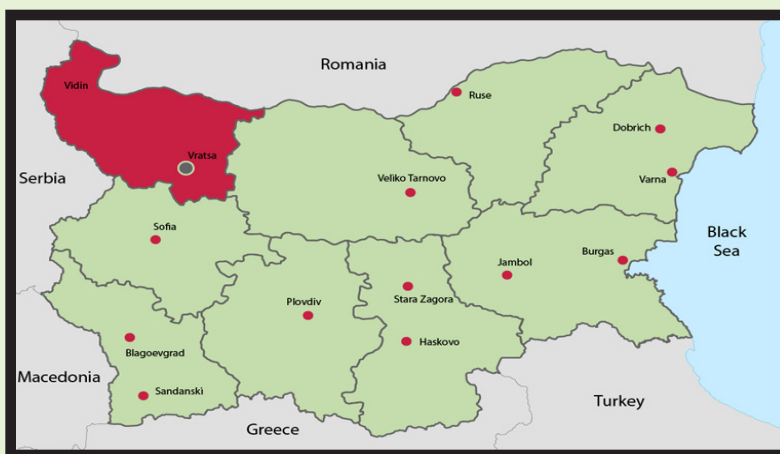 Romania
Vidin
Ruse
Dobrich
Vratsa
Serbia
Veliko Tarnovo
Varna
Sofia
Black
Sea
Burgas
Jambol
Stara Zagora
Plovdiv
Haskovo
Blagoevgrad
Macedonia
Sandanski
Turkey
Greece